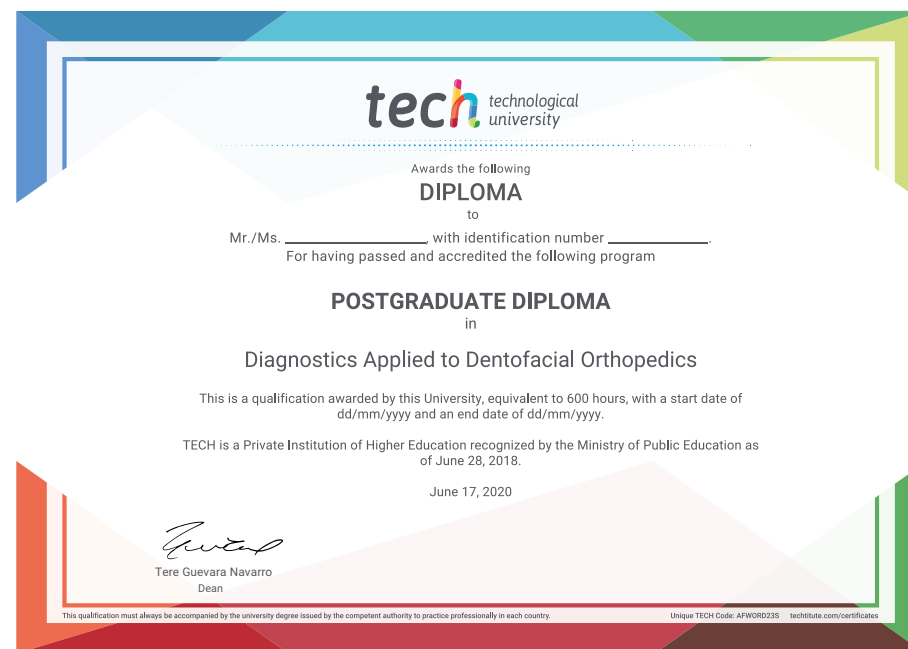 tech technological
university
Awards the following
DIPLOMA
to
Mr./Ms. ____________, with identification number ____________.
For having passed and accredited the following program
POSTGRADUATE DIPLOMA
in
Diagnostics Applied to Dentofacial Orthopedics
This is a qualification awarded by this University, equivalent to 600 hours, with a start date of
dd/mm/yyyy and an end date of dd/mm/yyyy.
TECH is a Private Institution of Higher Education recognized by the Ministry of Public Education as
of June 28, 2018.
June 17, 2020
Tere Guevara Navarro
Dean
This qualification must always be accompanied by the university degree issued by the competent authority to practice professionally in each country.
Unique TECH Code: AFWORD23S techtitute.com/certificates